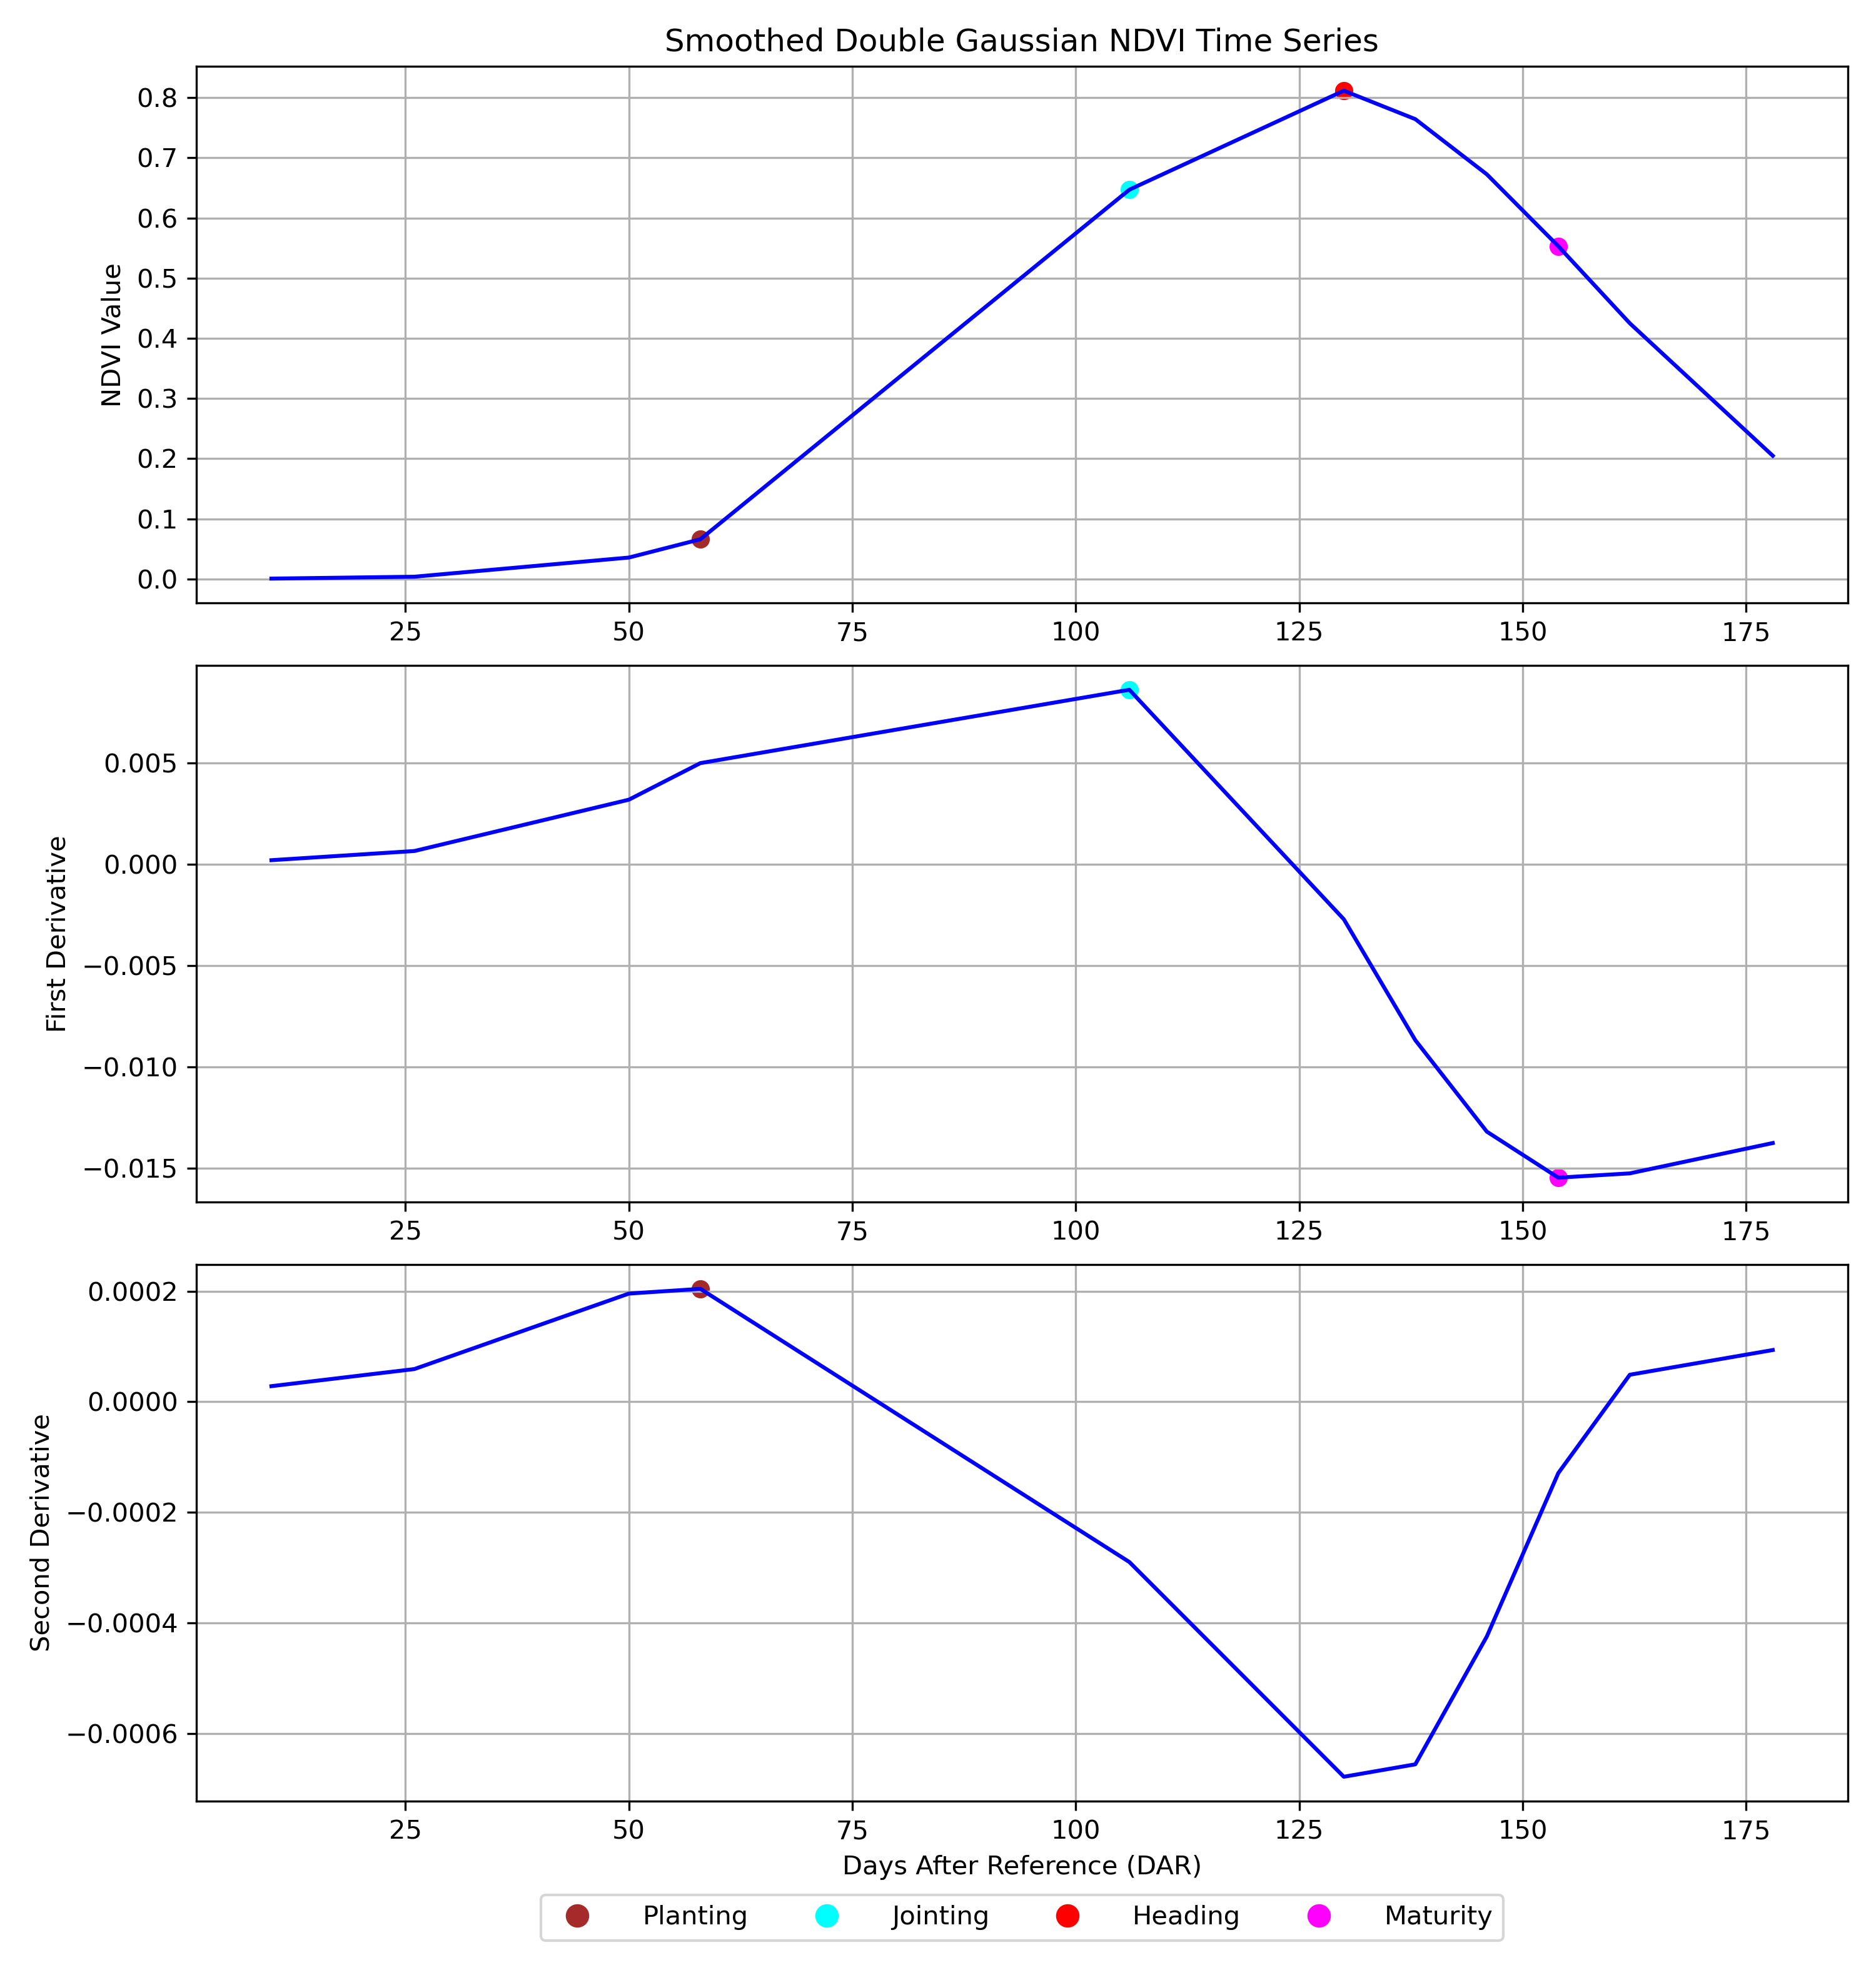 Smoothed Double Gaussian NDVI Time Series
NDVI Value
0.8
0.7
0.6
0.5
0.4
0.3
0.2
0.1
0.0
25 50 75 100 125 150 175
First Derivative
0.005
0.000
−0.005
−0.010
−0.015
25 50 75 100 125 150 175
Second Derivative
0.0002
0.0000
−0.0002
−0.0004
−0.0006
25 50 75 100 125 150 175
Days After Reference (DAR)
Planting Jointing Heading Maturity